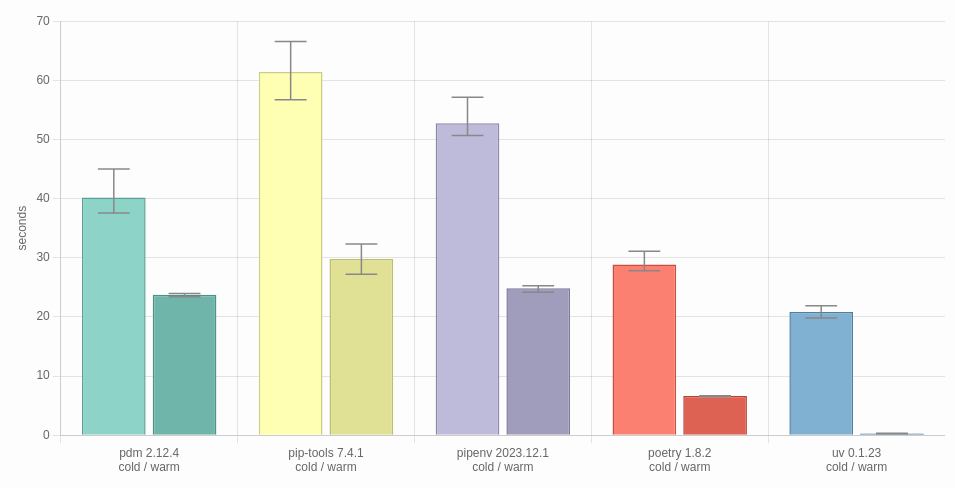 70
60
50
40
30
20
10
0
seconds
pdm 2.12.4
cold / warm
pip-tools 7.4.1
cold / warm
pipenv 2023.12.1
cold / warm
poetry 1.8.2
cold / warm
uv 0.1.23
cold / warm